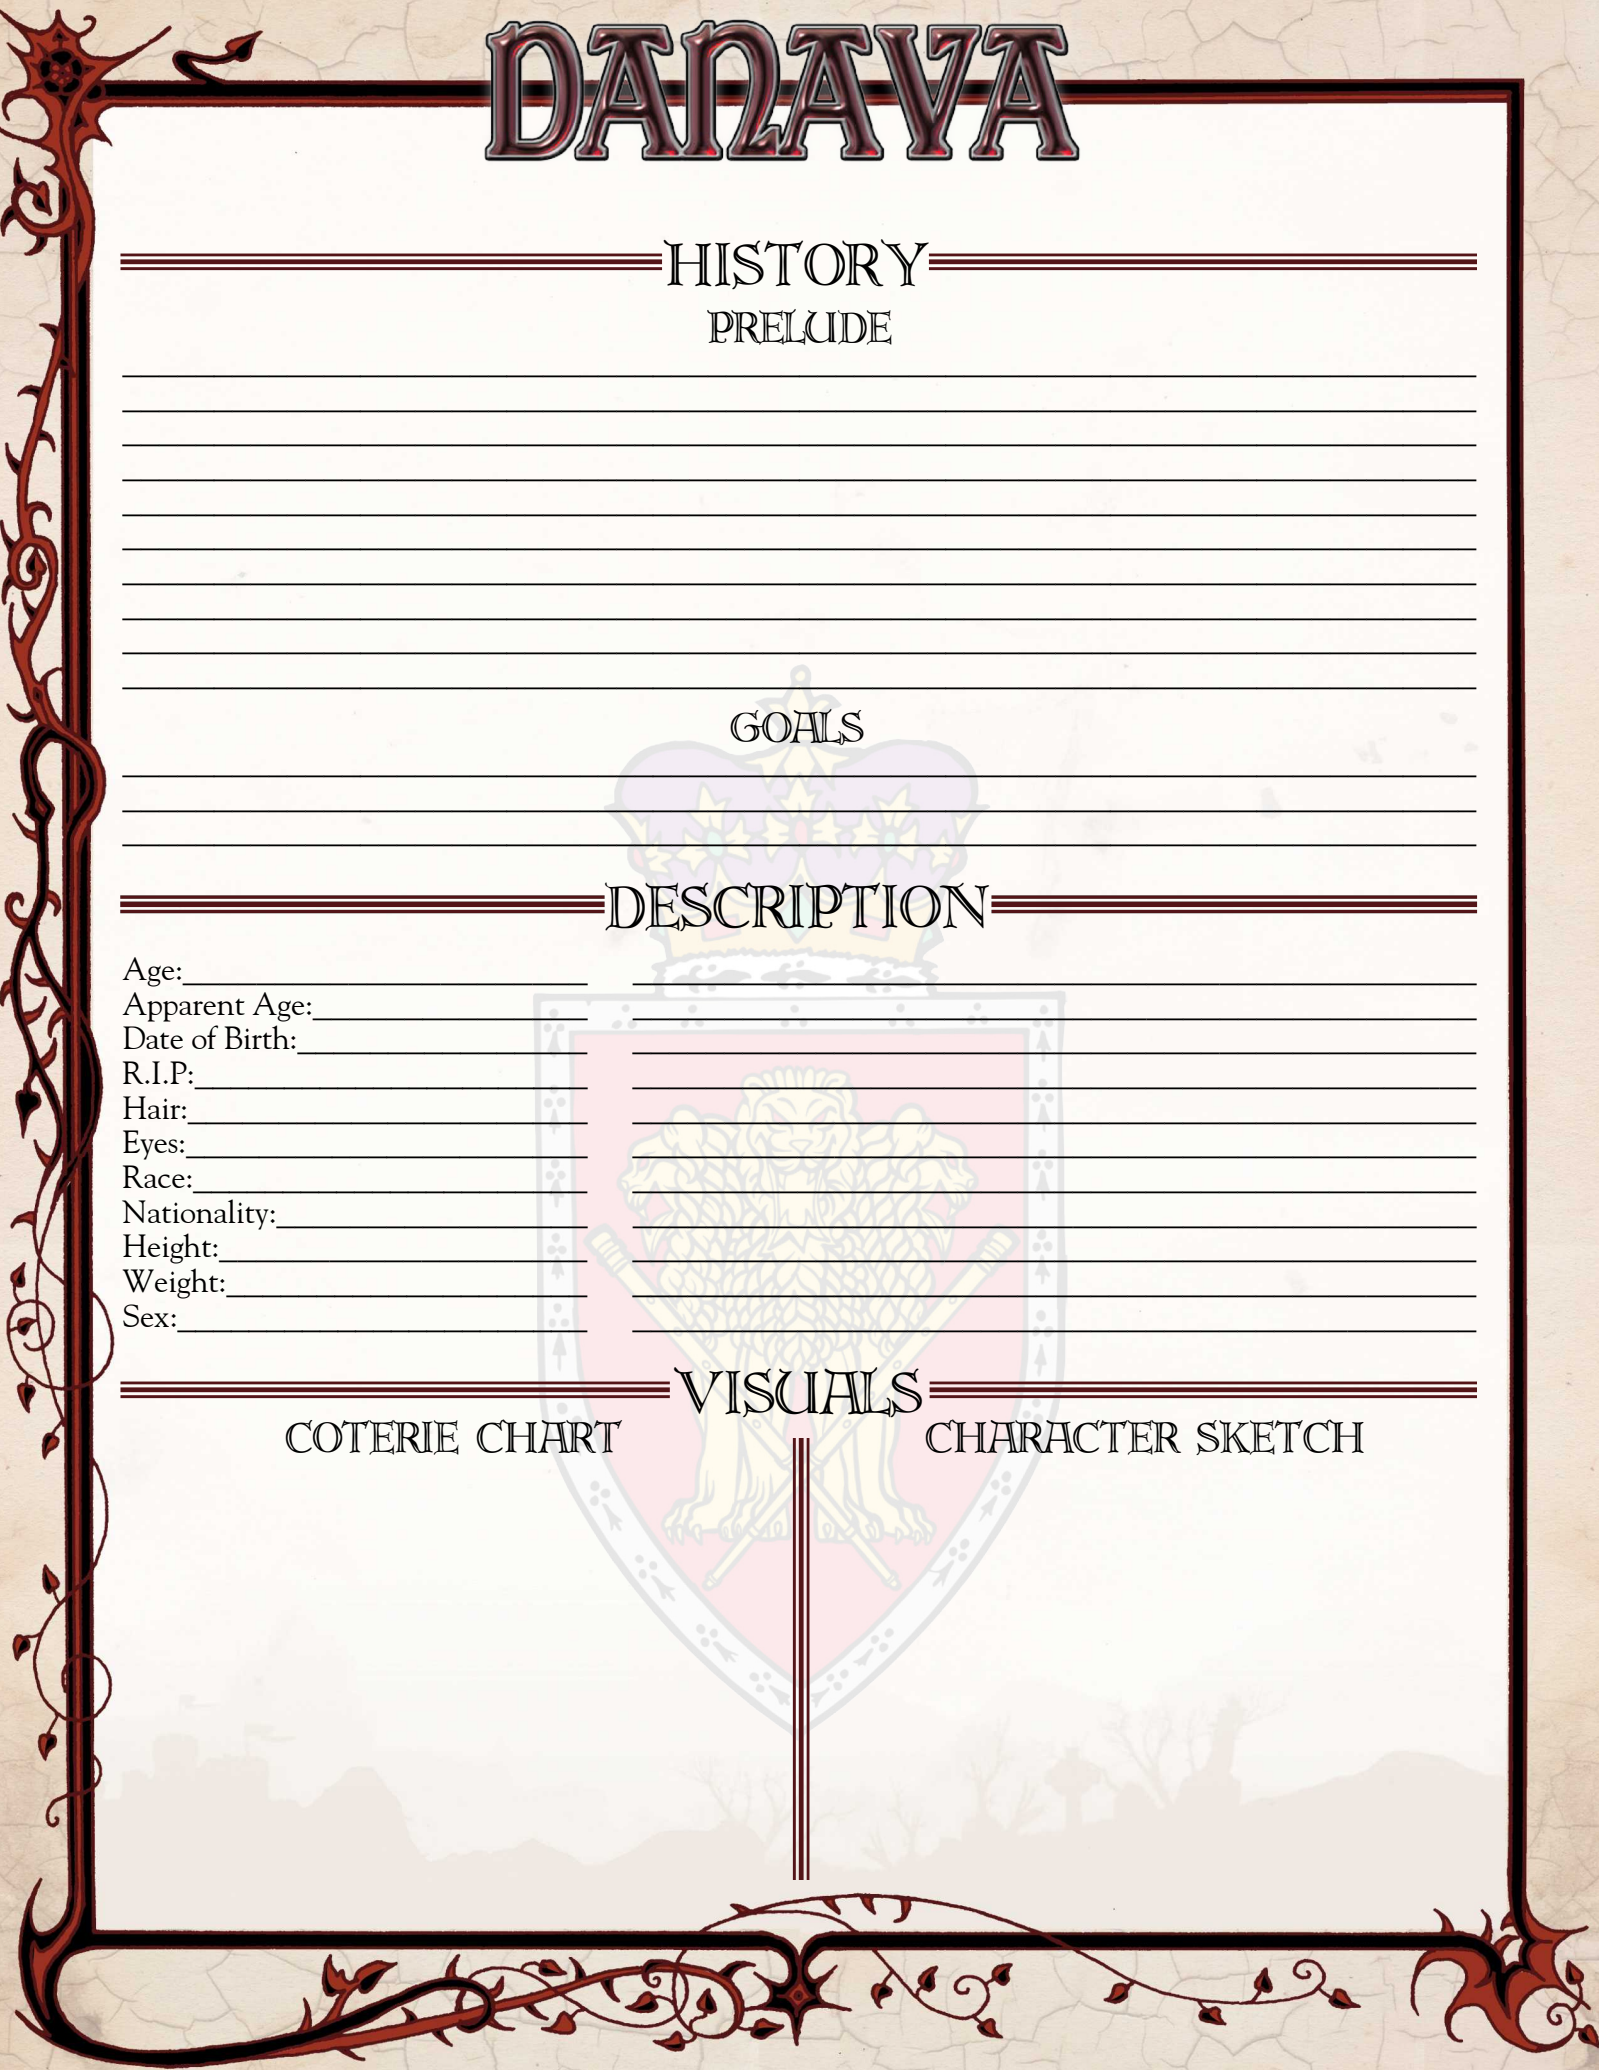 DANAVA
HISTORY
PRELUDE
GOALS
DESCRIPTION
Age:
Apparent Age:
Date of Birth:
R.I.P:
Hair:
Eyes:
Race:
Nationality:
Height:
Weight:
Sex:
VISUALS
COTERIE CHART CHARACTER SKETCH